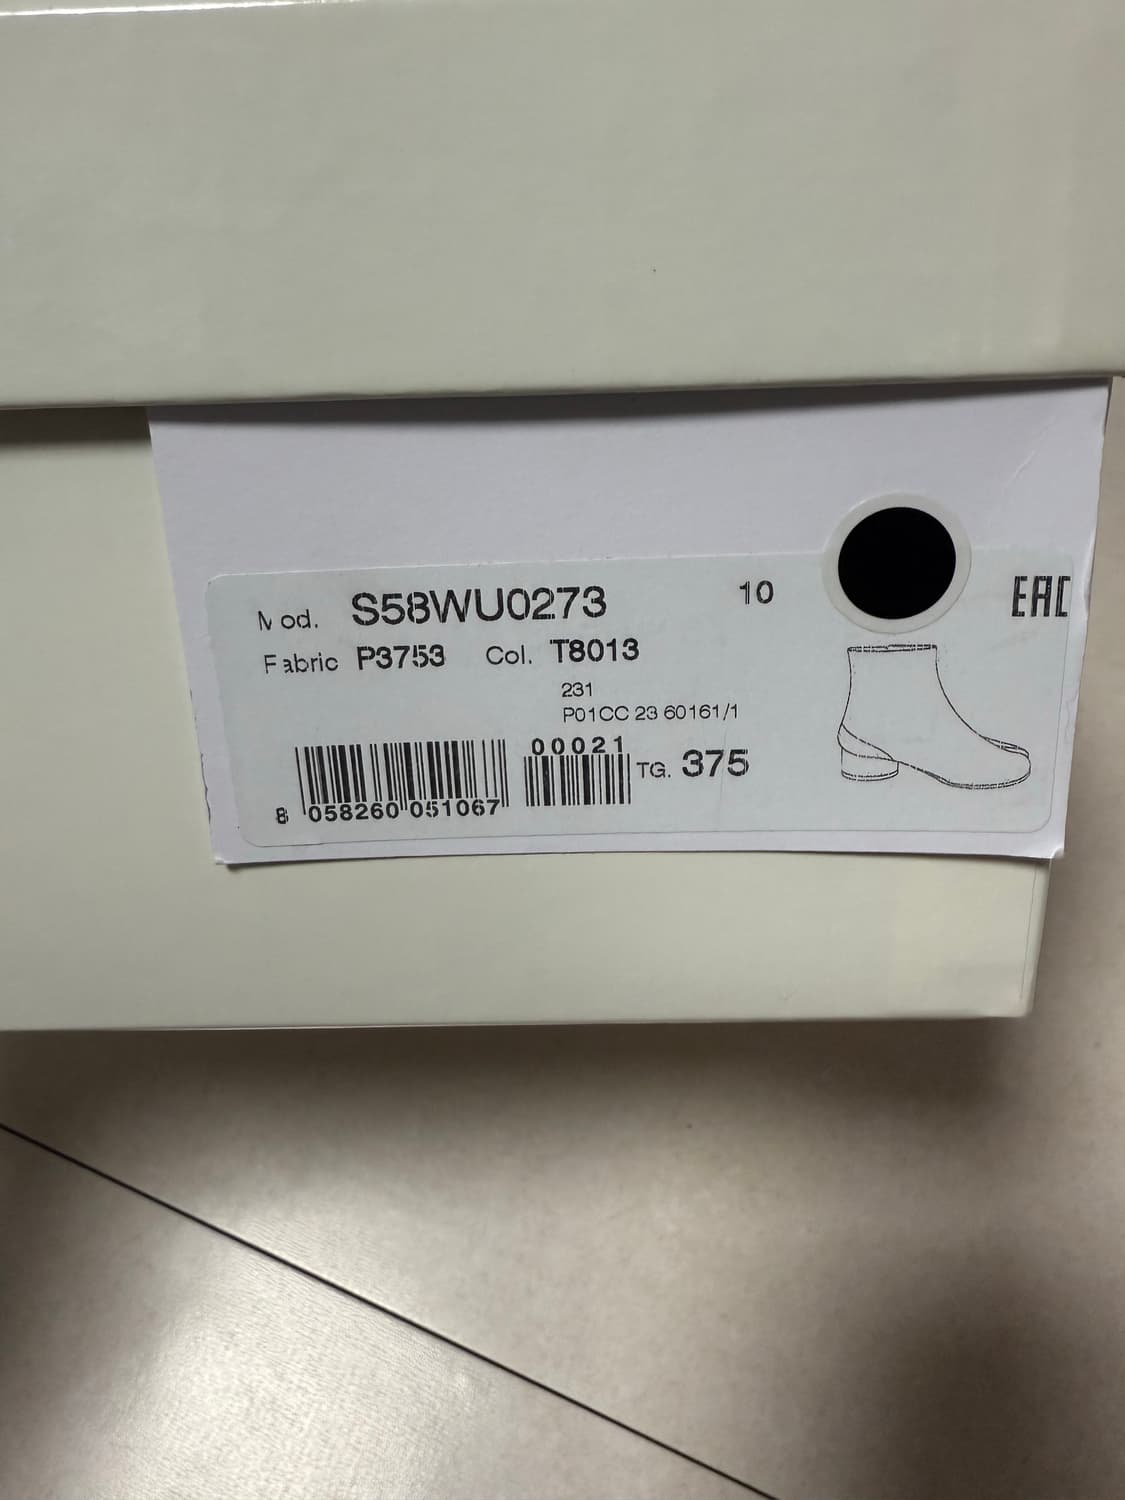 Mod. S58WU0273 10 EAC
Fabric P3753 Col. T8013
231
P01CC 23 60161/1
00021
TG. 375
8 058260 051067